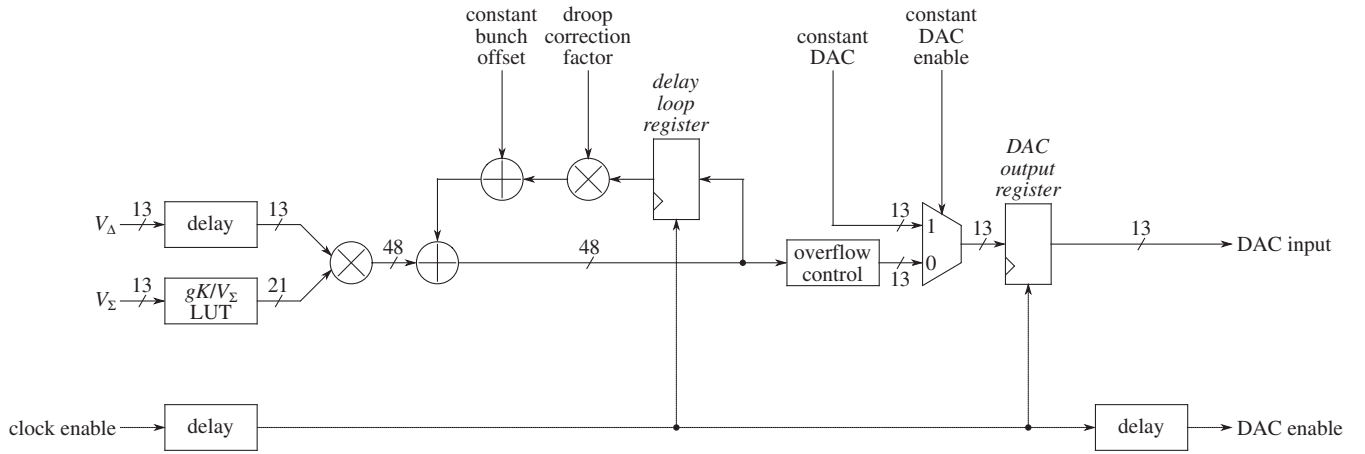 constant
bunch
offset
droop
correction
factor
delay
loop
register
constant
DAC
constant
DAC
enable
DAC
output
register
V_Δ
13
delay
13
V_Σ
13
gK/V_Σ
LUT
21
48
48
overflow
control
13
13
1
0
13
13
DAC input
clock enable
delay
delay
DAC enable